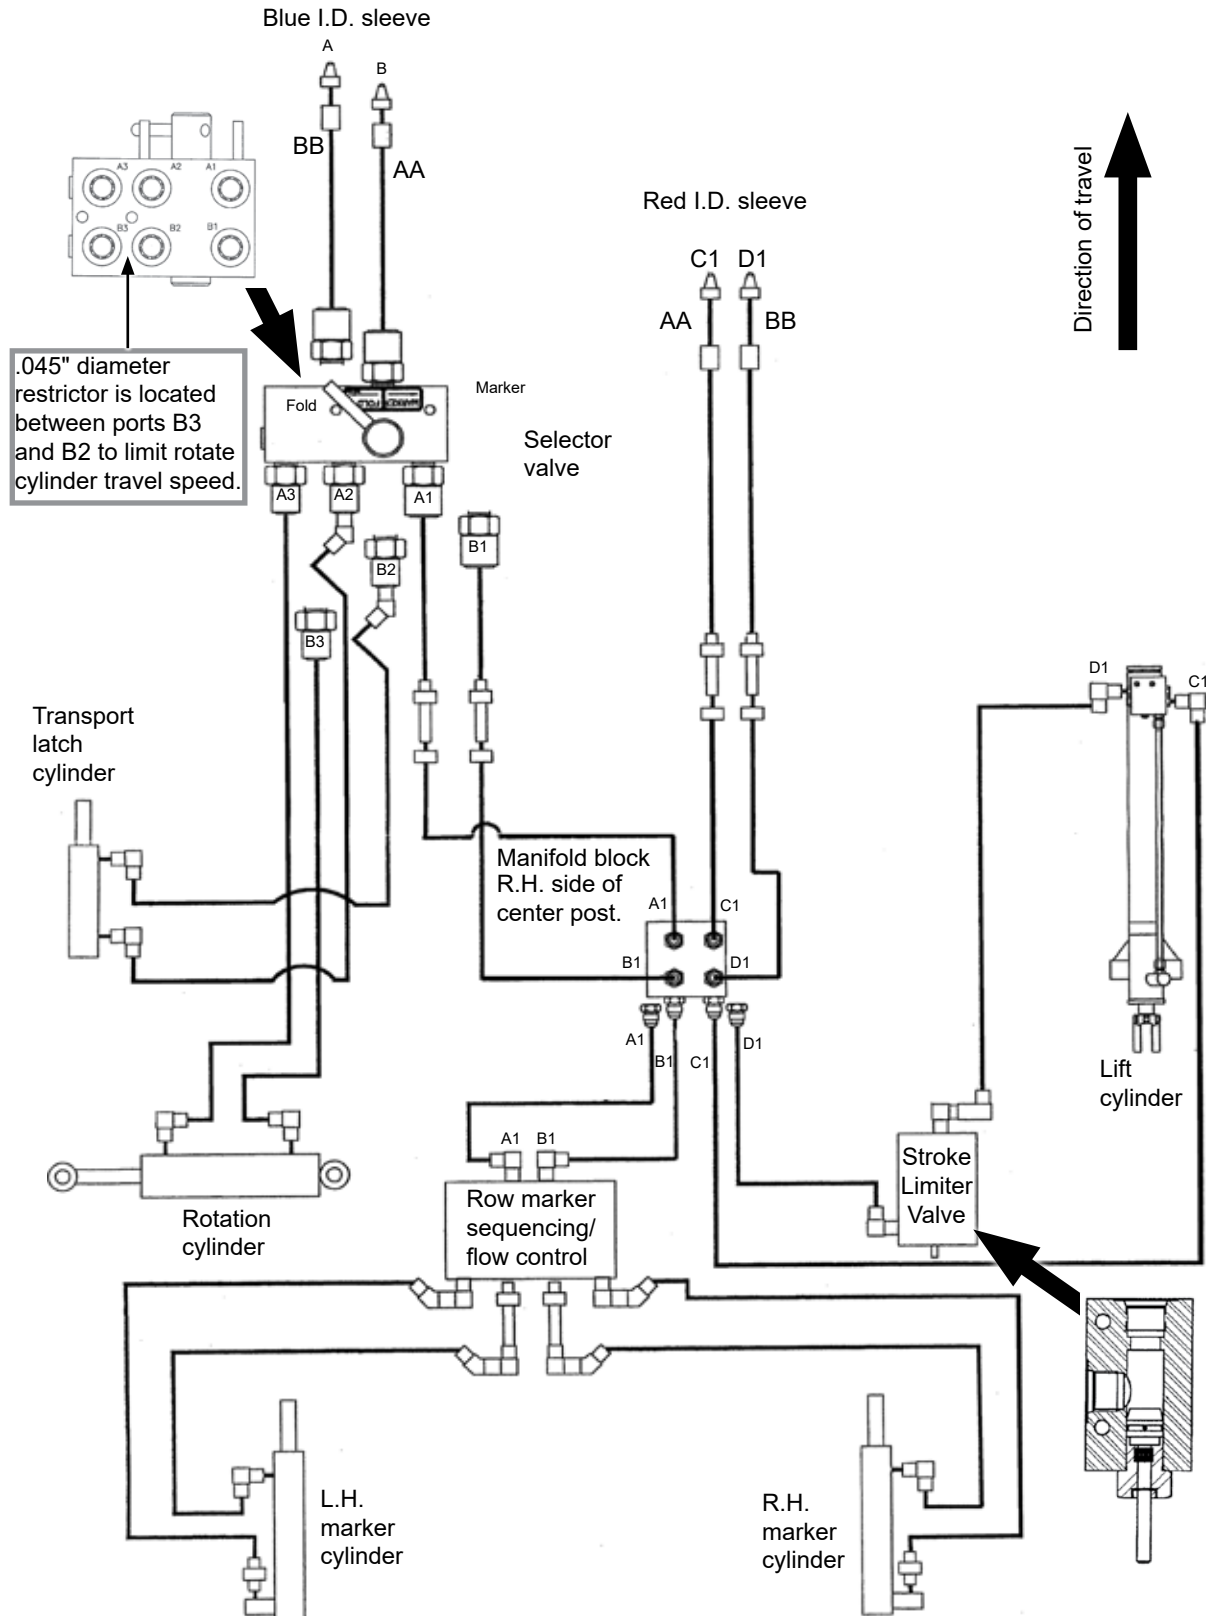 Blue I.D. sleeve
A
B
BB
AA
A3
A2
A1
B3
B2
B1
Red I.D. sleeve
C1
D1
AA
BB
Direction of travel
.045" diameter
restrictor is located
between ports B3
and B2 to limit rotate
cylinder travel speed.
Fold
Marker
Selector
valve
A3
A2
A1
B1
B2
B3
Transport
latch
cylinder
D1
C1
Manifold block
R.H. side of
center post.
A1
C1
B1
D1
A1
B1
C1
D1
Lift
cylinder
A1
B1
Stroke
Limiter
Valve
Row marker
sequencing/
flow control
Rotation
cylinder
L.H.
marker
cylinder
R.H.
marker
cylinder